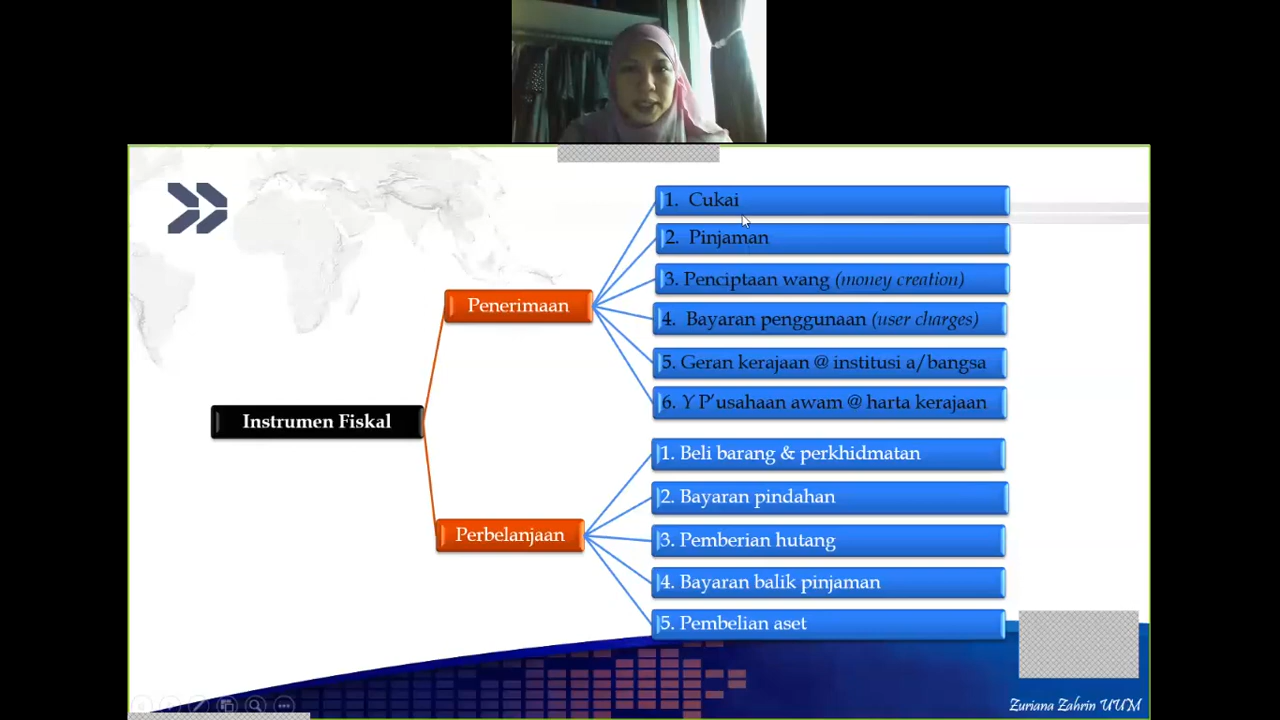 1. Cukai
2. Pinjaman
3. Penciptaan wang (money creation)
4. Bayaran penggunaan (user charges)
5. Geran kerajaan @ institusi a/bangsa
6. Y P'usahaan awam @ harta kerajaan
Penerimaan
Instrumen Fiskal
1. Beli barang & perkhidmatan
2. Bayaran pindahan
3. Pemberian hutang
4. Bayaran balik pinjaman
5. Pembelian aset
Perbelanjaan
Zuriana Zahrin UUM